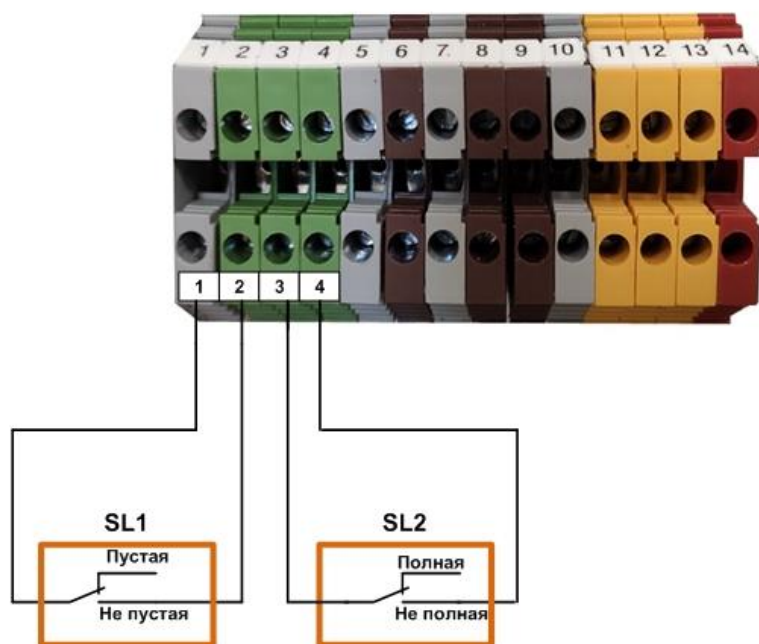 1 2 3 4 5 6 7 8 9 10 11 12 13 14
1 2 3 4
SL1 SL2
Пустая Полная
Не пустая Не полная